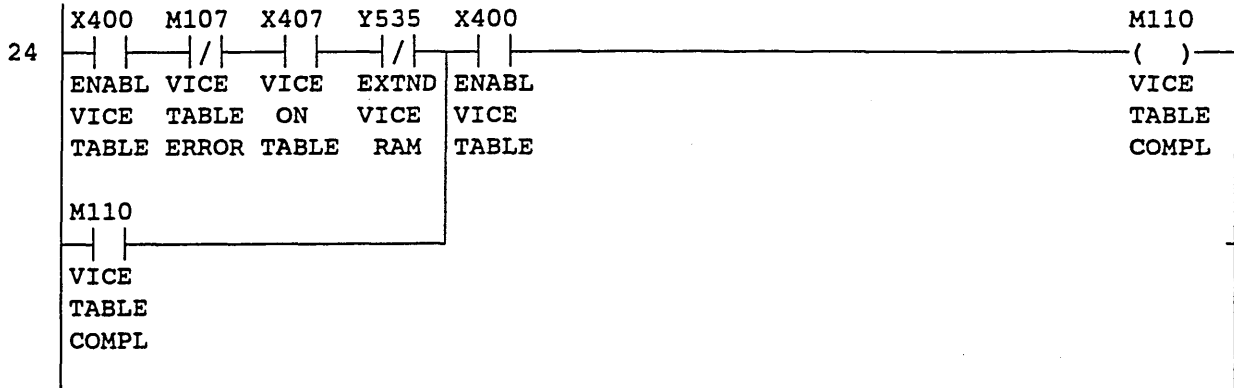 X400 M107 X407 Y535 X400 M110
24
ENABL VICE VICE EXTND ENABL VICE
VICE TABLE ON VICE VICE TABLE
TABLE ERROR TABLE RAM TABLE COMPL
M110
VICE
TABLE
COMPL